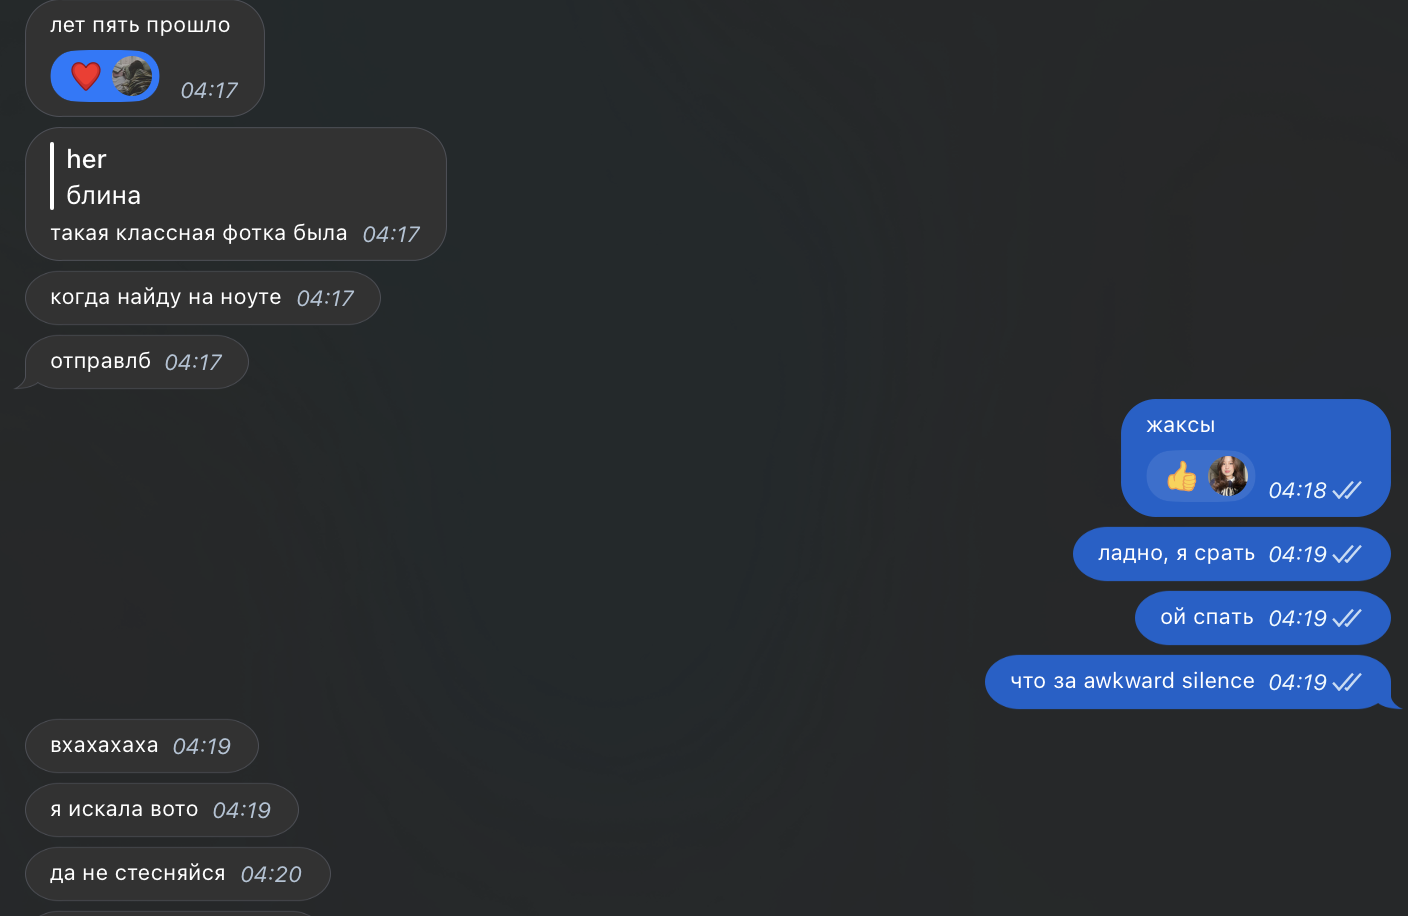 лет пять прошло
❤️ 04:17
her
блина
такая классная фотка была 04:17
когда найду на ноуте 04:17
отправлб 04:17
жаксы
👍 04:18
ладно, я срать 04:19
ой спать 04:19
что за awkward silence 04:19
вхахахаха 04:19
я искала вото 04:19
да не стесняйся 04:20